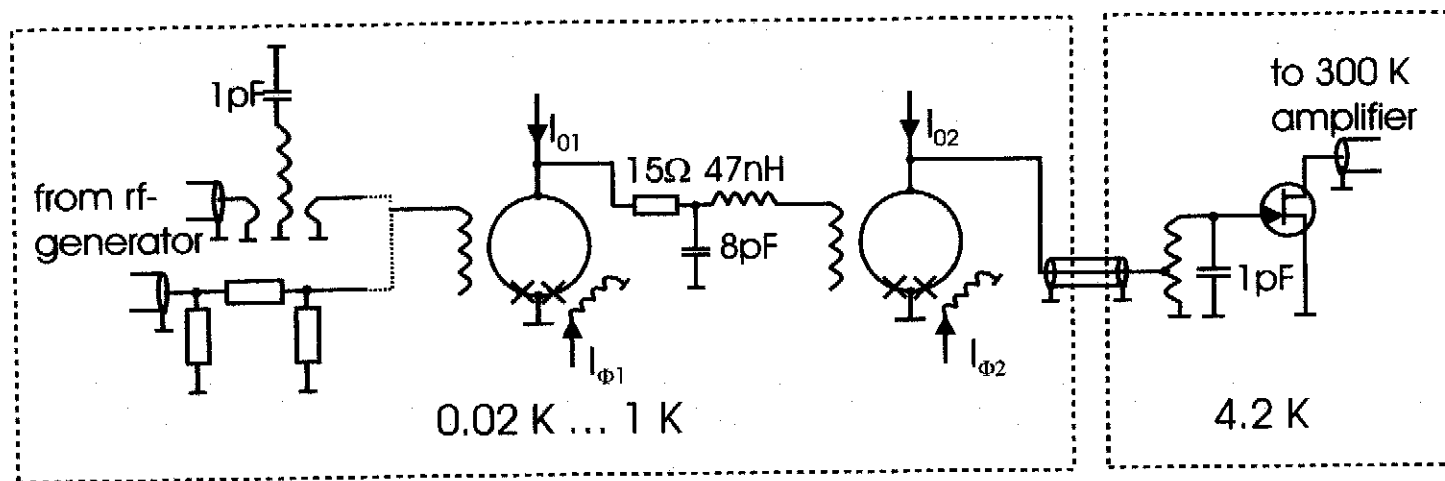 1pF
from rf-
generator
I01
15Ω 47nH
8pF
IΦ1
I02
IΦ2
0.02 K ... 1 K
to 300 K
amplifier
1pF
4.2 K